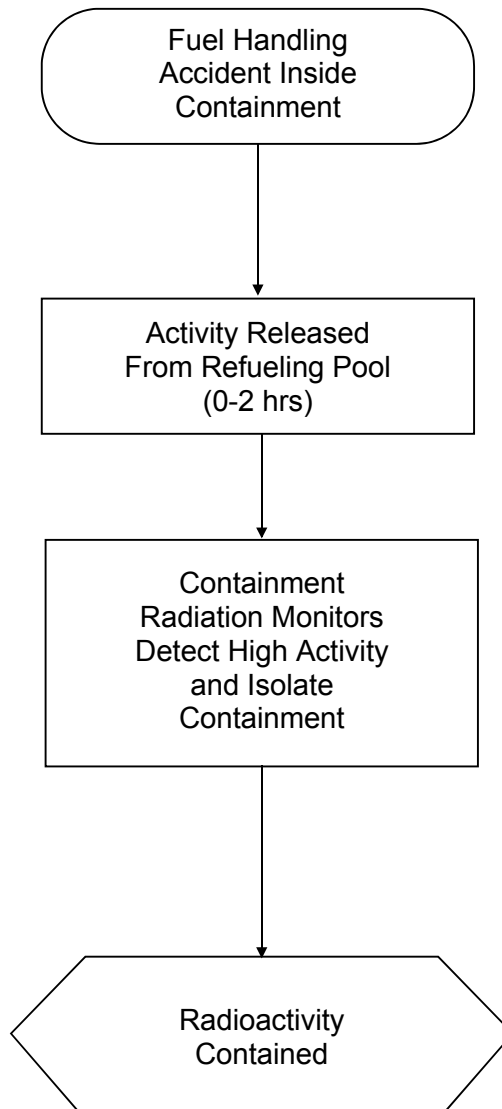 Fuel Handling
Accident Inside
Containment
Activity Released
From Refueling Pool
(0-2 hrs)
Containment
Radiation Monitors
Detect High Activity
and Isolate
Containment
Radioactivity
Contained